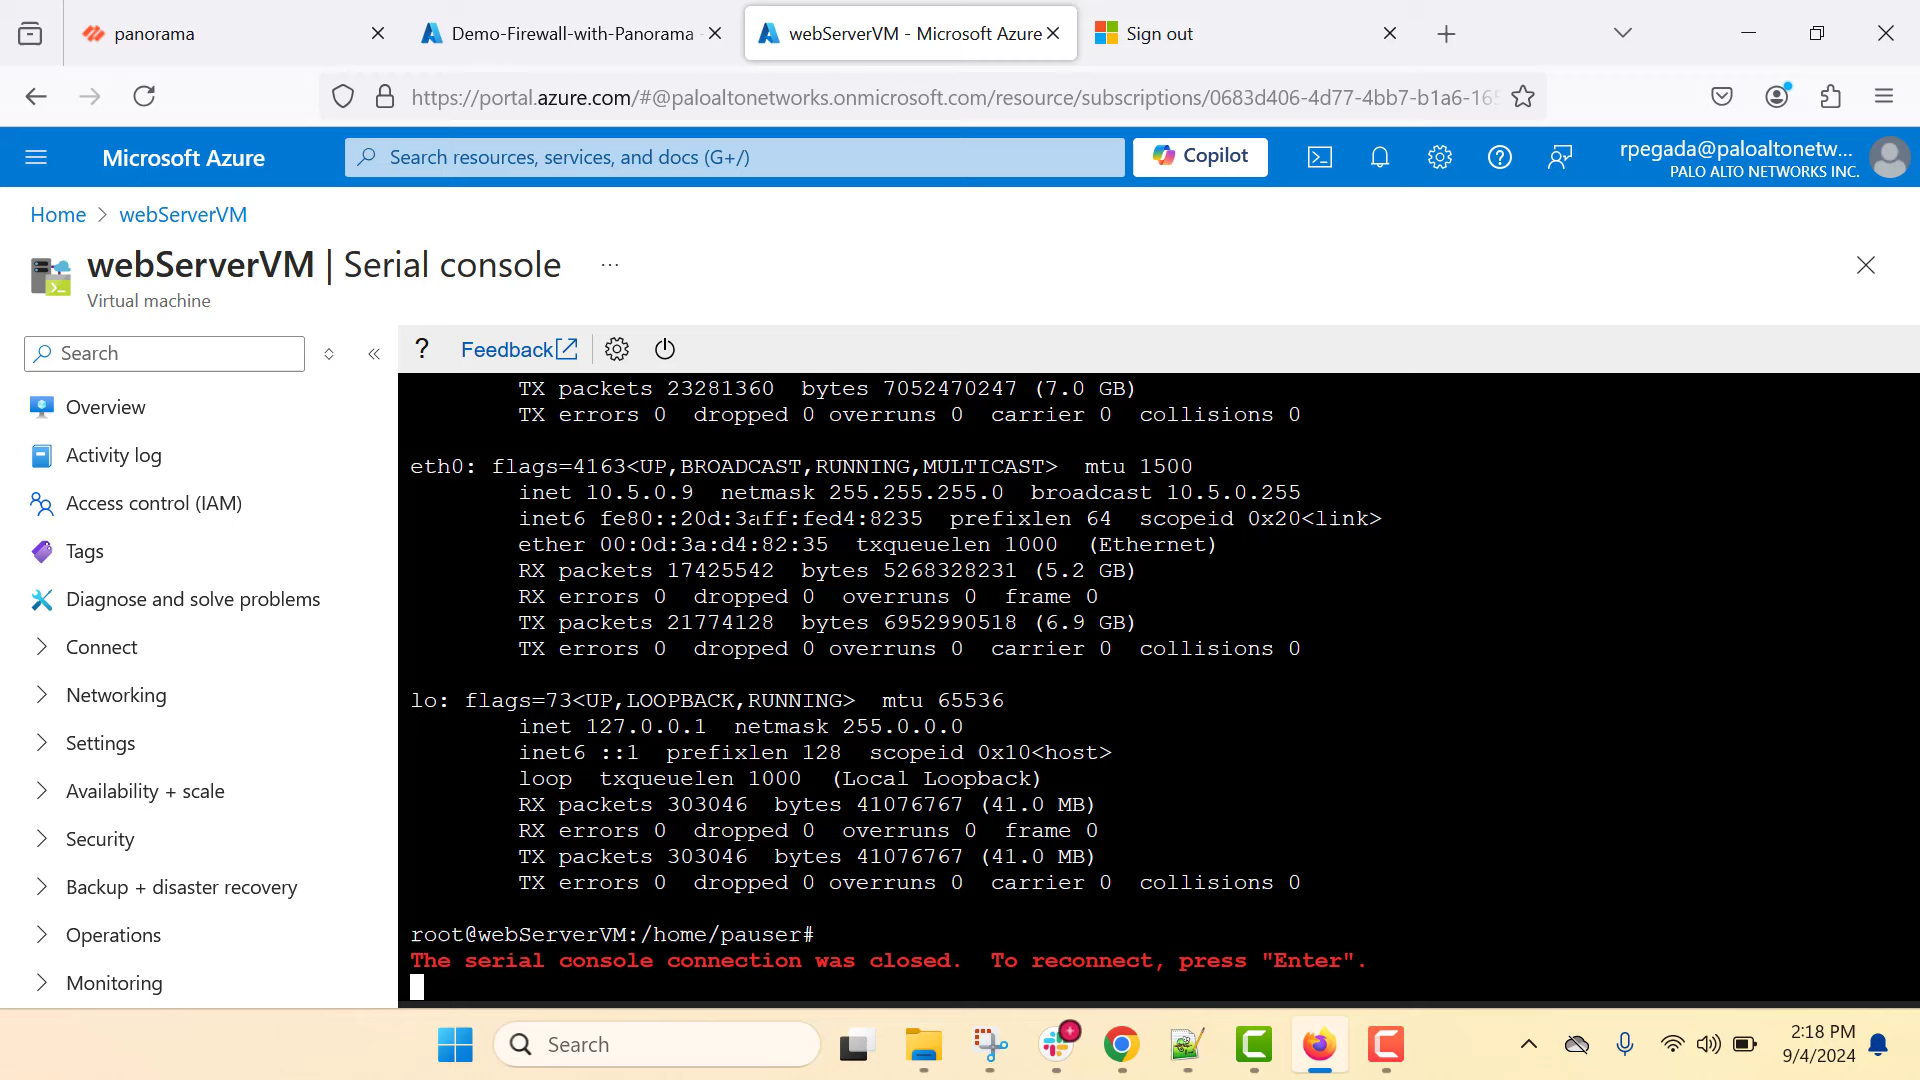 panorama
Demo-Firewall-with-Panorama
webServerVM - Microsoft Azure
Sign out
https://portal.azure.com/#@paloaltonetworks.onmicrosoft.com/resource/subscriptions/0683d406-4d77-4bb7-b1a6-165
Microsoft Azure
Search resources, services, and docs (G+/)
Copilot
rpegada@paloaltonetw...
PALO ALTO NETWORKS INC.
Home > webServerVM
webServerVM | Serial console ...
Virtual machine
Search
? Feedback
Overview
Activity log
Access control (IAM)
Tags
Diagnose and solve problems
Connect
Networking
Settings
Availability + scale
Security
Backup + disaster recovery
Operations
Monitoring
TX packets 23281360  bytes 7052470247 (7.0 GB)
TX errors 0  dropped 0 overruns 0  carrier 0  collisions 0
eth0: flags=4163<UP,BROADCAST,RUNNING,MULTICAST>  mtu 1500
inet 10.5.0.9  netmask 255.255.255.0  broadcast 10.5.0.255
inet6 fe80::20d:3aff:fed4:8235  prefixlen 64  scopeid 0x20<link>
ether 00:0d:3a:d4:82:35  txqueuelen 1000  (Ethernet)
RX packets 17425542  bytes 5268328231 (5.2 GB)
RX errors 0  dropped 0  overruns 0  frame 0
TX packets 21774128  bytes 6952990518 (6.9 GB)
TX errors 0  dropped 0 overruns 0  carrier 0  collisions 0
lo: flags=73<UP,LOOPBACK,RUNNING>  mtu 65536
inet 127.0.0.1  netmask 255.0.0.0
inet6 ::1  prefixlen 128  scopeid 0x10<host>
loop  txqueuelen 1000  (Local Loopback)
RX packets 303046  bytes 41076767 (41.0 MB)
RX errors 0  dropped 0  overruns 0  frame 0
TX packets 303046  bytes 41076767 (41.0 MB)
TX errors 0  dropped 0 overruns 0  carrier 0  collisions 0
root@webServerVM:/home/pauser#
The serial console connection was closed.  To reconnect, press "Enter".
Search
2:18 PM
9/4/2024